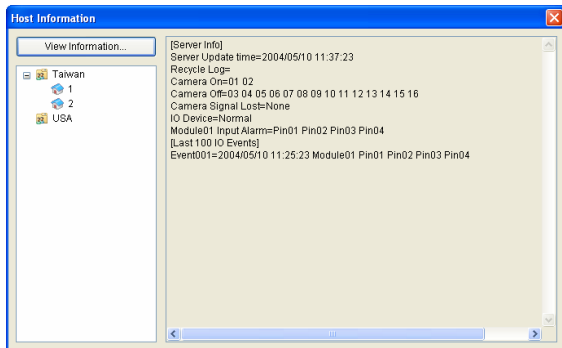 Host Information
View Information...
Taiwan
1
2
USA
[Server Info]
Server Update time=2004/05/10 11:37:23
Recycle Log=
Camera On=01 02
Camera Off=03 04 05 06 07 08 09 10 11 12 13 14 15 16
Camera Signal Lost=None
IO Device=Normal
Module01 Input Alarm=Pin01 Pin02 Pin03 Pin04
[Last 100 IO Events]
Event001=2004/05/10 11:25:23 Module01 Pin01 Pin02 Pin03 Pin04